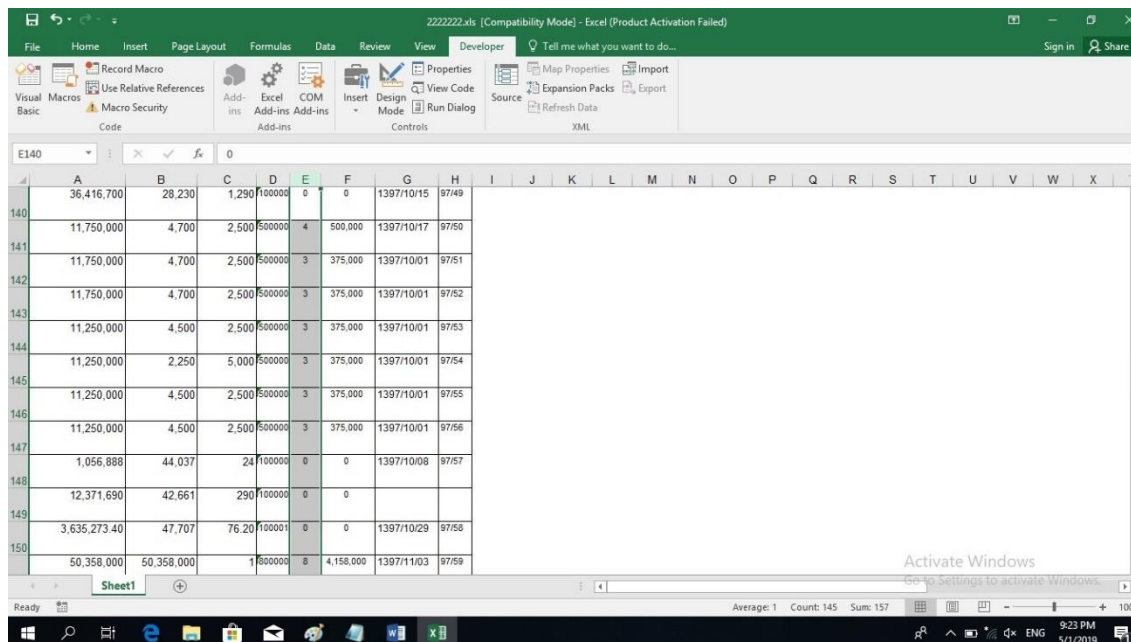 2222222.xls [Compatibility Mode] - Excel (Product Activation Failed)
File Home Insert Page Layout Formulas Data Review View Developer Tell me what you want to do... Sign in Share
Visual Basic
Macros
Record Macro
Use Relative References
Macro Security
Code
Add-ins
Excel Add-ins
COM Add-ins
Add-ins
Insert
Design Mode
Properties
View Code
Run Dialog
Controls
Source
Map Properties
Expansion Packs
Refresh Data
Import
Export
XML
E140 fx 0
A B C D E F G H I J K L M N O P Q R S T U V W X
140 36,416,700 28,230 1,290 100000 0 0 1397/10/15 97/49
141 11,750,000 4,700 2,500 500000 4 500,000 1397/10/17 97/50
142 11,750,000 4,700 2,500 500000 3 375,000 1397/10/01 97/51
143 11,750,000 4,700 2,500 500000 3 375,000 1397/10/01 97/52
144 11,250,000 4,500 2,500 500000 3 375,000 1397/10/01 97/53
145 11,250,000 2,250 5,000 500000 3 375,000 1397/10/01 97/54
146 11,250,000 4,500 2,500 500000 3 375,000 1397/10/01 97/55
147 11,250,000 4,500 2,500 500000 3 375,000 1397/10/01 97/56
148 1,056,888 44,037 24 100000 0 0 1397/10/08 97/57
149 12,371,690 42,661 290 100000 0 0
150 3,635,273.40 47,707 76.20 100001 0 0 1397/10/29 97/58
50,358,000 50,358,000 1 800000 8 4,158,000 1397/11/03 97/59
Activate Windows
Go to Settings to activate Windows.
Sheet1
Ready Average: 1 Count: 145 Sum: 157 100
ENG 9:23 PM
5/1/2019